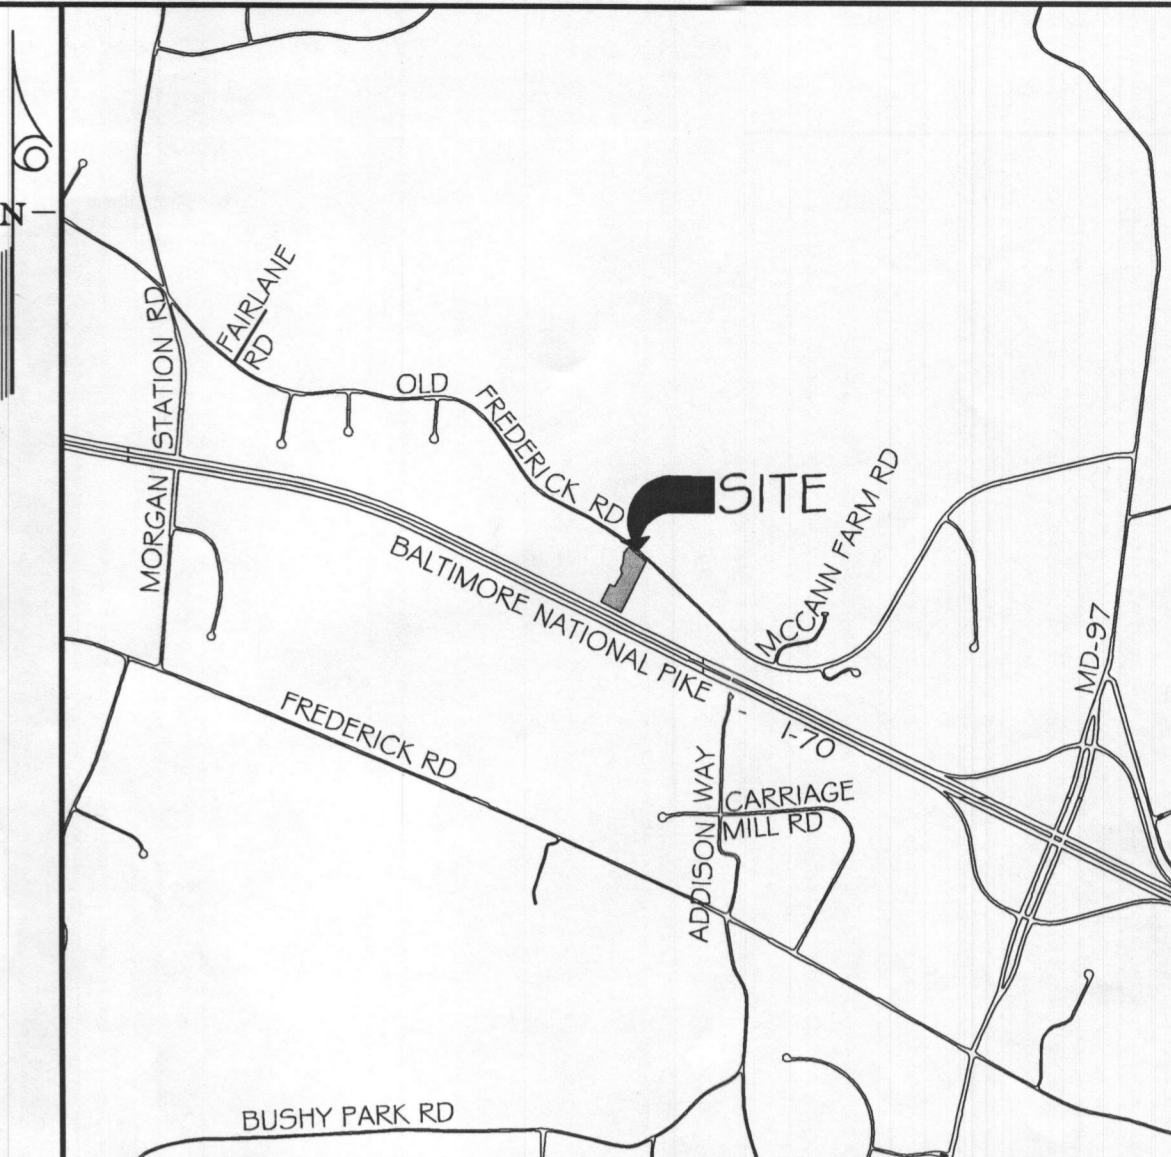 N
FAIRLANE
RD
MORGAN STATION RD
OLD FREDERICK RD
SITE
MCCANN FARM RD
BALTIMORE NATIONAL PIKE
MD-97
FREDERICK RD
I-70
ADDISON WAY
CARRIAGE
MILL RD
BUSHY PARK RD